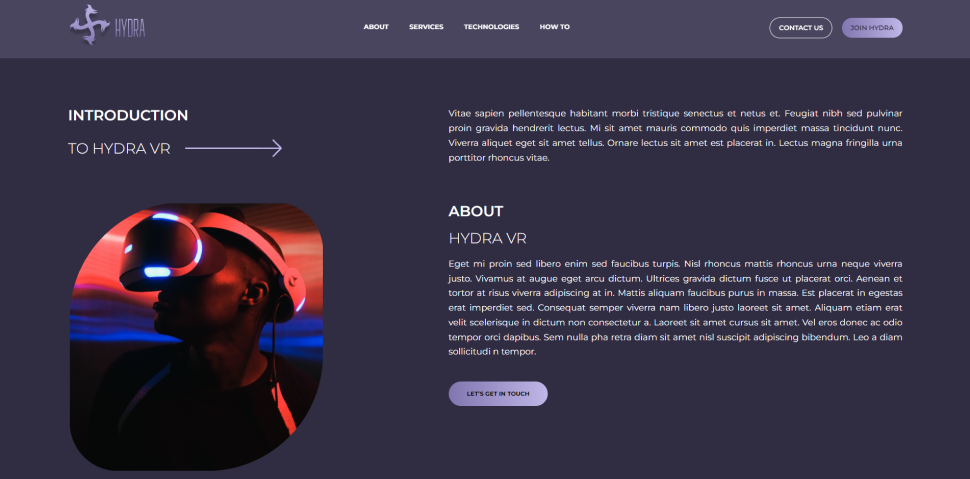 HYDRA
ABOUT
SERVICES
TECHNOLOGIES
HOW TO
CONTACT US
JOIN HYDRA
INTRODUCTION
TO HYDRA VR
Vitae sapien pellentesque habitant morbi tristique senectus et netus et. Feugiat nibh sed pulvinar
proin gravida hendrerit lectus. Mi sit amet mauris commodo quis imperdiet massa tincidunt nunc.
Viverra aliquet eget sit amet tellus. Ornare lectus sit amet est placerat in. Lectus magna fringilla urna
porttitor rhoncus vitae.
ABOUT
HYDRA VR
Eget mi proin sed libero enim sed faucibus turpis. Nisl rhoncus mattis rhoncus urna neque viverra
justo. Vivamus at augue eget arcu dictum. Ultrices gravida dictum fusce ut placerat orci. Aenean et
tortor at risus viverra adipiscing at in. Mattis aliquam faucibus purus in massa. Est placerat in egestas
erat imperdiet sed. Consequat semper viverra nam libero justo laoreet sit amet. Aliquam etiam erat
velit scelerisque in dictum non consectetur a. Laoreet sit amet cursus sit amet. Vel eros donec ac odio
tempor orci dapibus. Sem nulla pha retra diam sit amet nisl suscipit adipiscing bibendum. Leo a diam
sollicitudi n tempor.
LET'S GET IN TOUCH